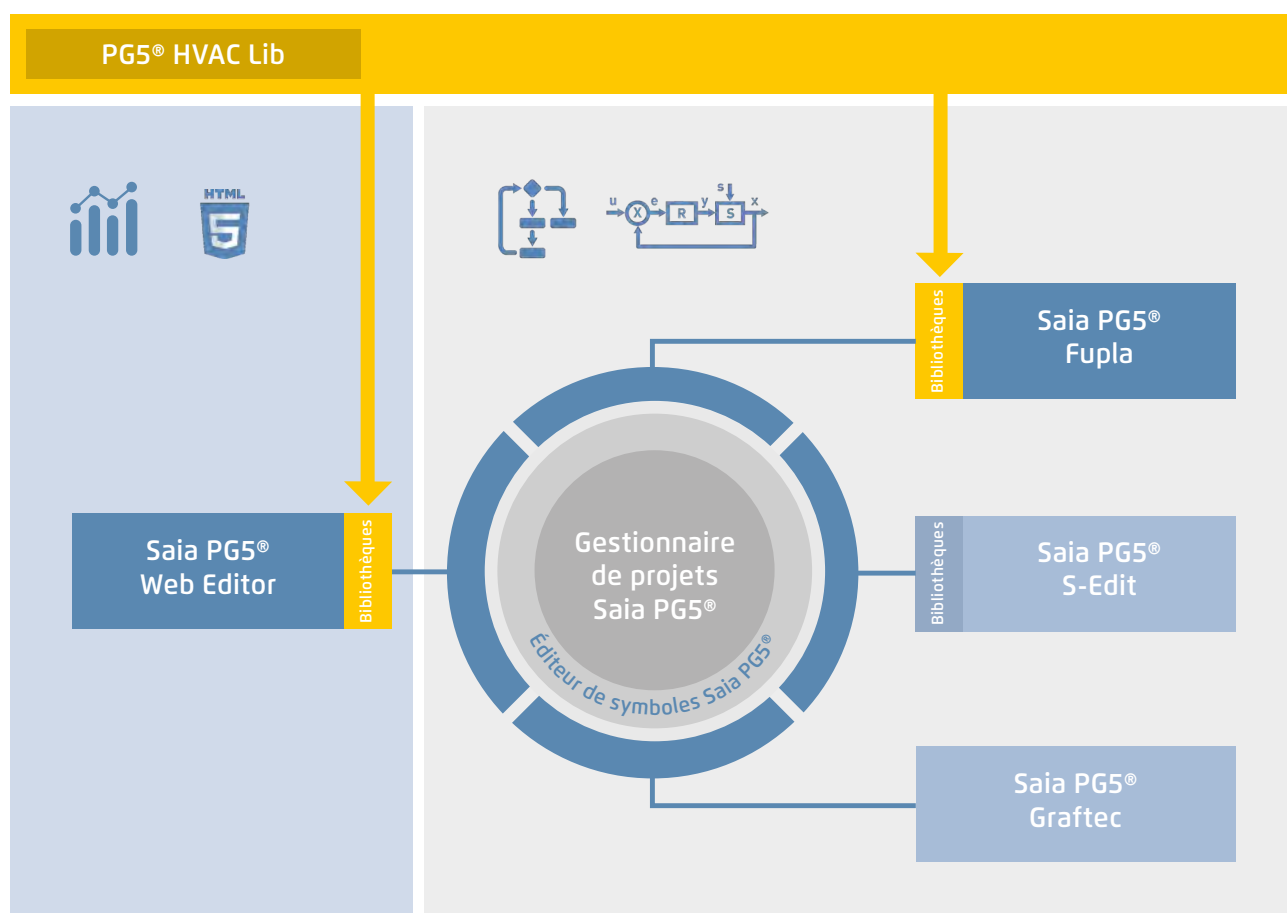 PG5® HVAC Lib
HTML
5
u
e
R
y
s
S
x
X
Bibliothèques
Saia PG5®
Fupla
Saia PG5®
Web Editor
Bibliothèques
Gestionnaire
de projets
Saia PG5®
Éditeur de symboles Saia PG5®
Bibliothèques
Saia PG5®
S-Edit
Saia PG5®
Graftec